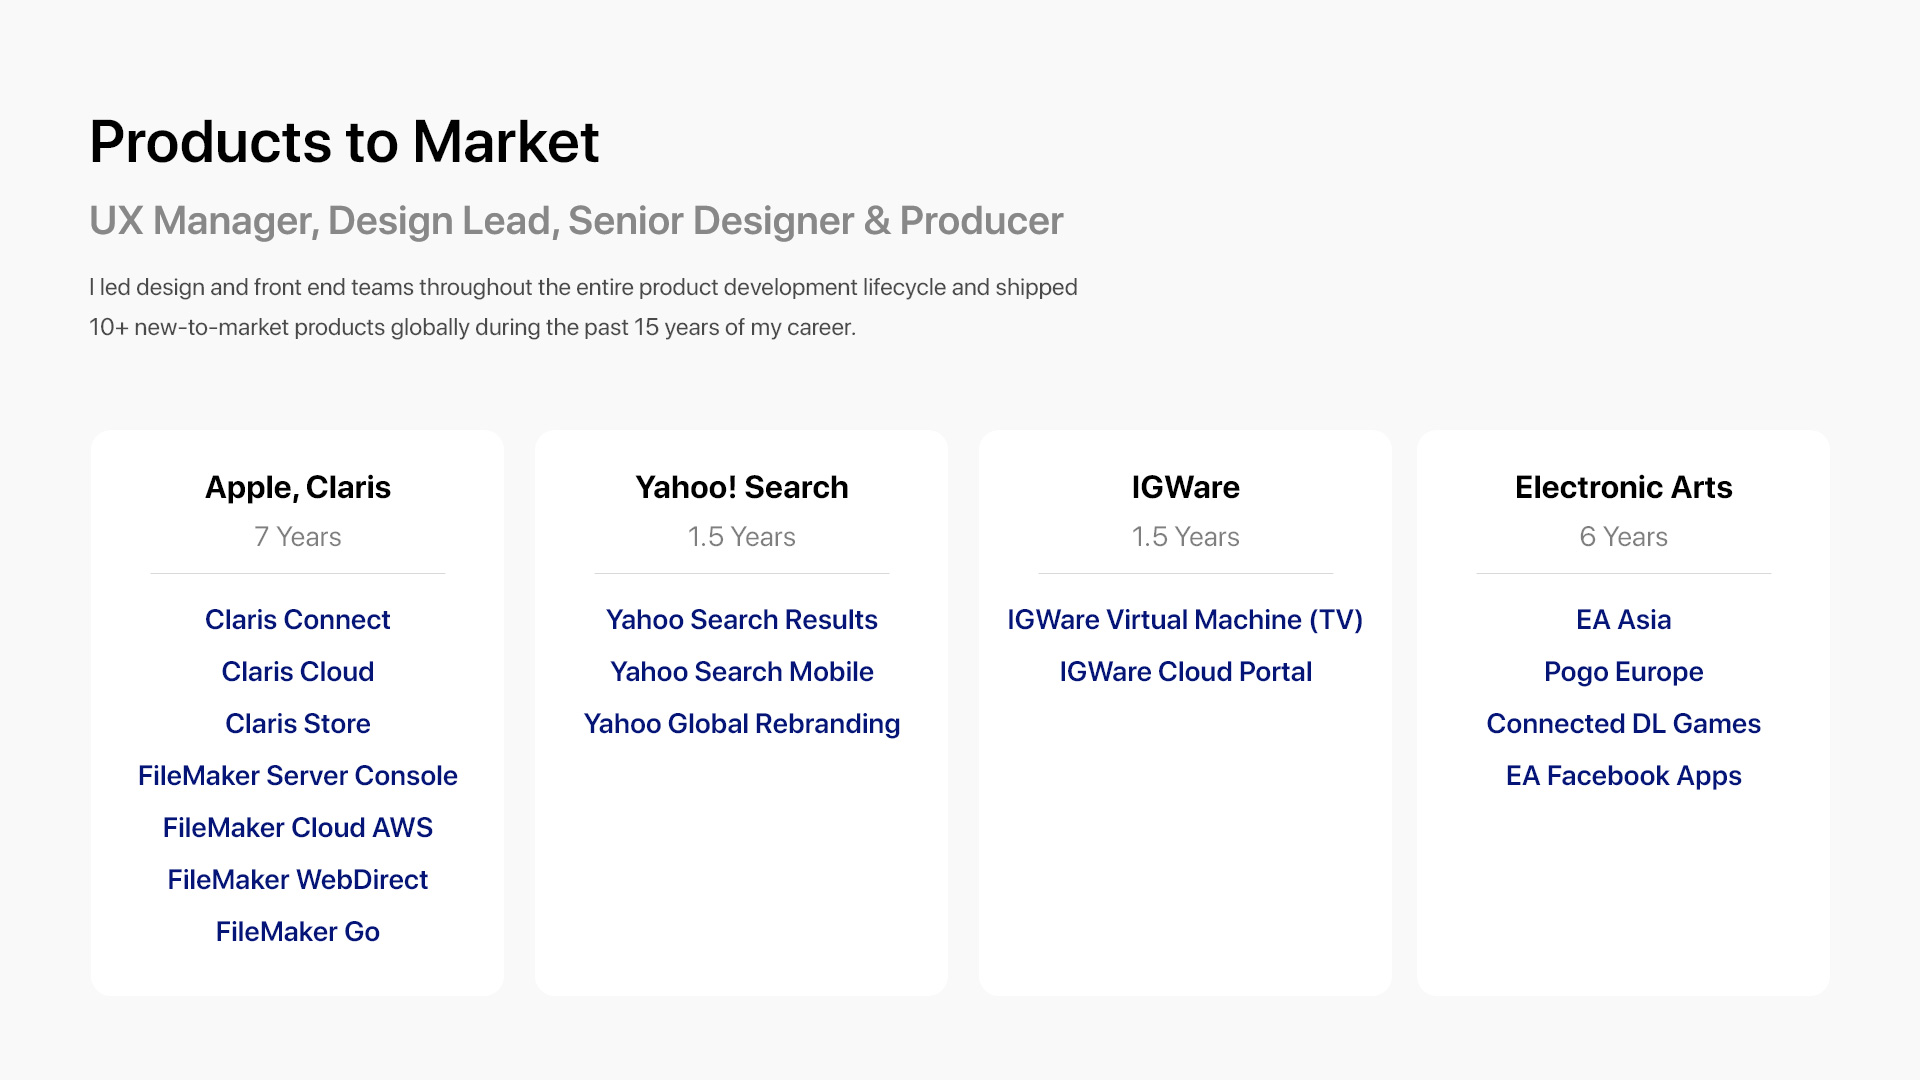 Products to Market
UX Manager, Design Lead, Senior Designer & Producer
I led design and front end teams throughout the entire product development lifecycle and shipped
10+ new-to-market products globally during the past 15 years of my career.
Apple, Claris
7 Years
Claris Connect
Claris Cloud
Claris Store
FileMaker Server Console
FileMaker Cloud AWS
FileMaker WebDirect
FileMaker Go
Yahoo! Search
1.5 Years
Yahoo Search Results
Yahoo Search Mobile
Yahoo Global Rebranding
IGWare
1.5 Years
IGWare Virtual Machine (TV)
IGWare Cloud Portal
Electronic Arts
6 Years
EA Asia
Pogo Europe
Connected DL Games
EA Facebook Apps